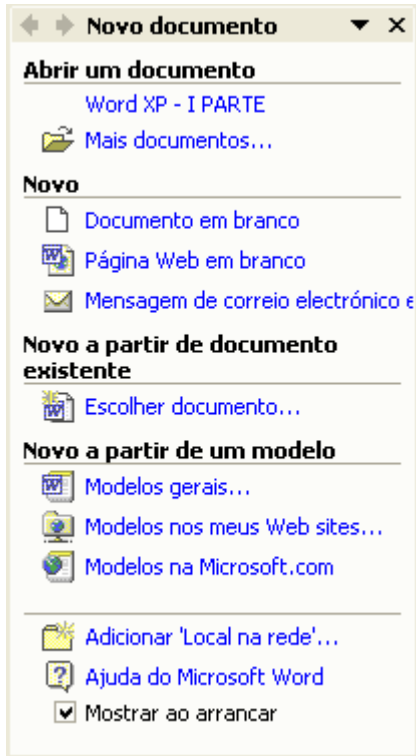 Novo documento
Abrir um documento
Word XP - I PARTE
Mais documentos...
Novo
Documento em branco
Página Web em branco
Mensagem de correio electrónico e
Novo a partir de documento
existente
Escolher documento...
Novo a partir de um modelo
Modelos gerais...
Modelos nos meus Web sites...
Modelos na Microsoft.com
Adicionar 'Local na rede'...
Ajuda do Microsoft Word
Mostrar ao arrancar